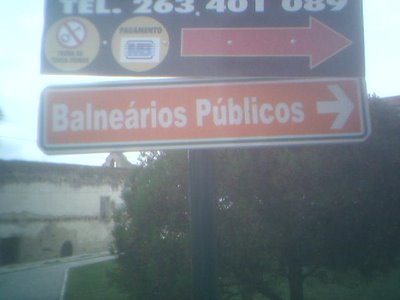 TEL. 263.401 089
PAGAMENTO
Balneários Públicos